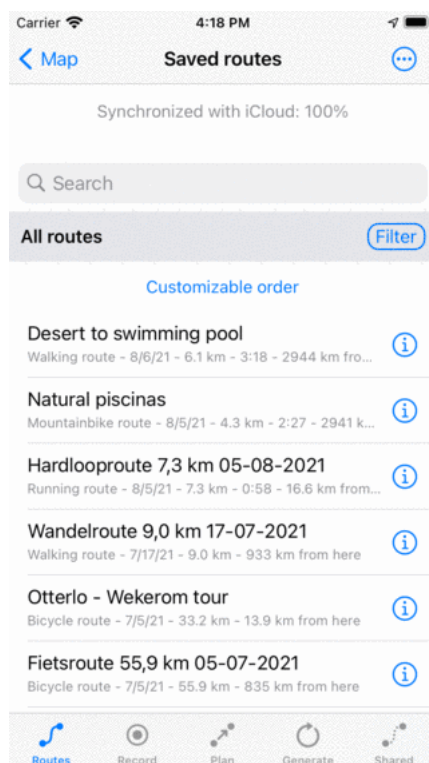 Carrier 4:18 PM
Map Saved routes
Synchronized with iCloud: 100%
Search
All routes Filter
Customizable order
Desert to swimming pool
Walking route - 8/6/21 - 6.1 km - 3:18 - 2944 km fro...
Natural piscinas
Mountainbike route - 8/5/21 - 4.3 km - 2:27 - 2941 k...
Hardlooproute 7,3 km 05-08-2021
Running route - 8/5/21 - 7.3 km - 0:58 - 16.6 km from...
Wandelroute 9,0 km 17-07-2021
Walking route - 7/17/21 - 9.0 km - 933 km from here
Otterlo - Wekerom tour
Bicycle route - 7/5/21 - 33.2 km - 13.9 km from here
Fietsroute 55,9 km 05-07-2021
Bicycle route - 7/5/21 - 55.9 km - 835 km from here
Routes Record Plan Generate Shared